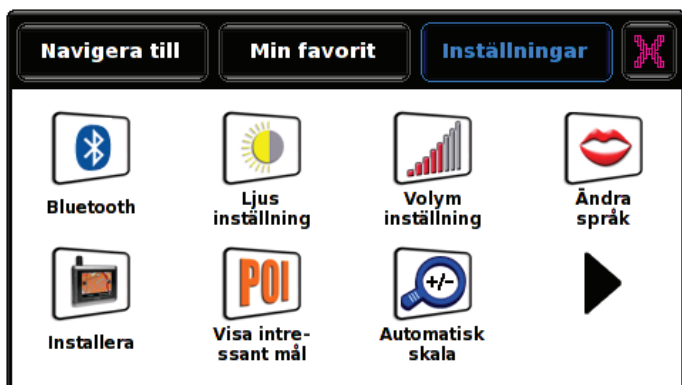 Navigera till
Min favorit
Inställningar
Bluetooth
Ljus
inställning
Volym
inställning
Ändra
språk
Installera
POI
Visa intre-
ssant mål
+/-
Automatisk
skala